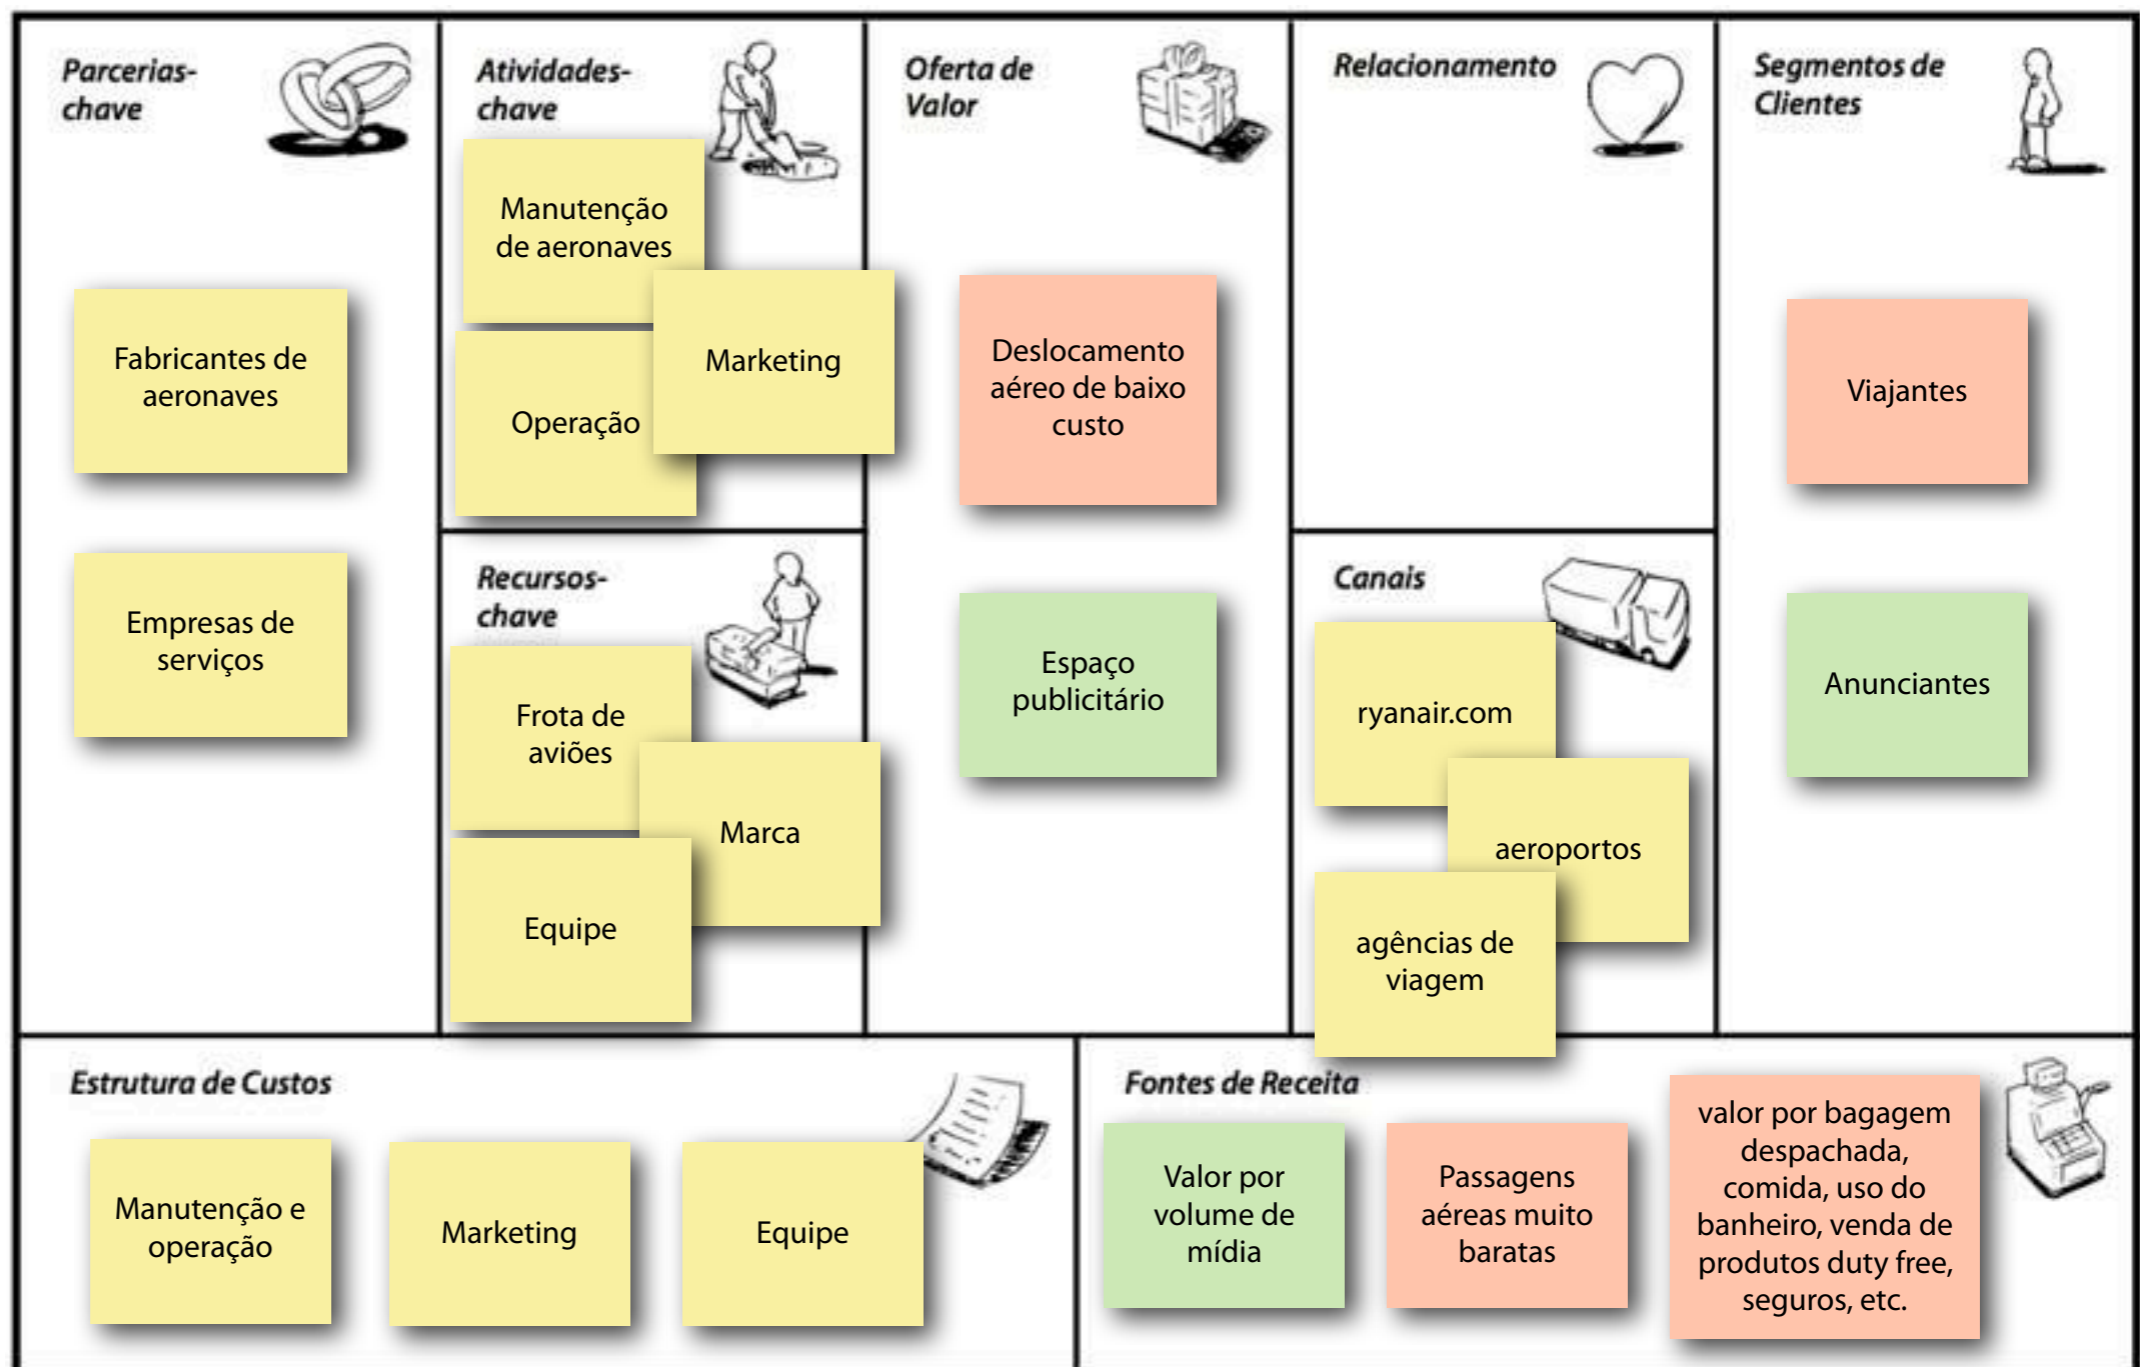 Parcerias-
chave
Fabricantes de
aeronaves
Empresas de
serviços
Atividades-
chave
Manutenção
de aeronaves
Marketing
Operação
Recursos-
chave
Frota de
aviões
Marca
Equipe
Oferta de
Valor
Deslocamento
aéreo de baixo
custo
Espaço
publicitário
Relacionamento
Canais
ryanair.com
aeroportos
agências de
viagem
Segmentos de
Clientes
Viajantes
Anunciantes
Estrutura de Custos
Manutenção e
operação
Marketing
Equipe
Fontes de Receita
Valor por
volume de
mídia
Passagens
aéreas muito
baratas
valor por bagagem
despachada,
comida, uso do
banheiro, venda de
produtos duty free,
seguros, etc.